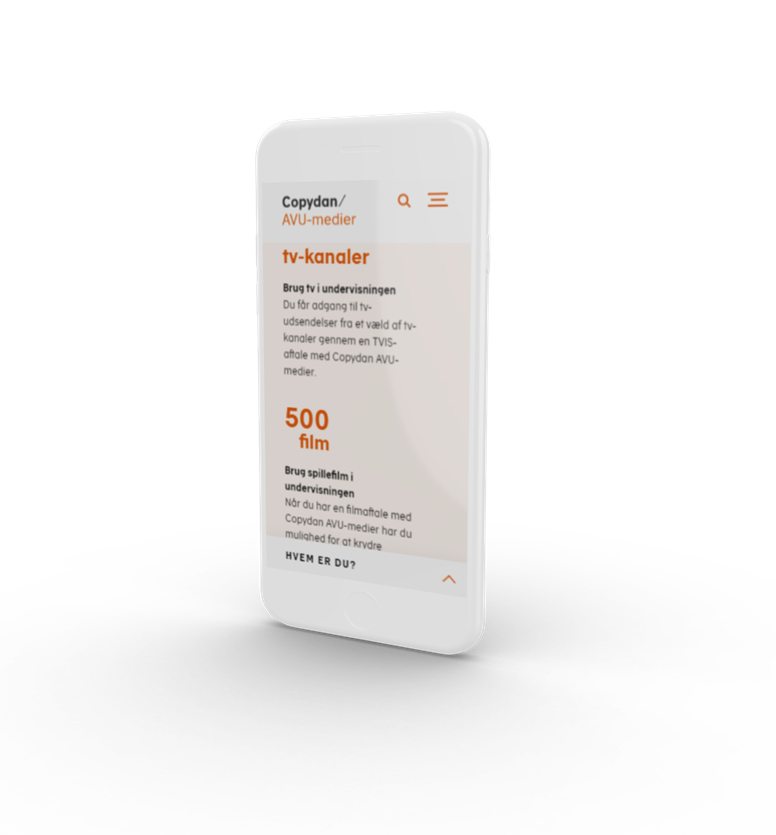 Copydan/
AVU-medier
tv-kanaler
Brug tv i undervisningen
Du får adgang til tv-
udsendelser fra et væld af tv-
kanaler gennem en TVIS-
aftale med Copydan AVU-
medier.
500
film
Brug spillefilm i
undervisningen
Når du har en filmaftale med
Copydan AVU-medier har du
mulighed for at krydre
HVEM ER DU?